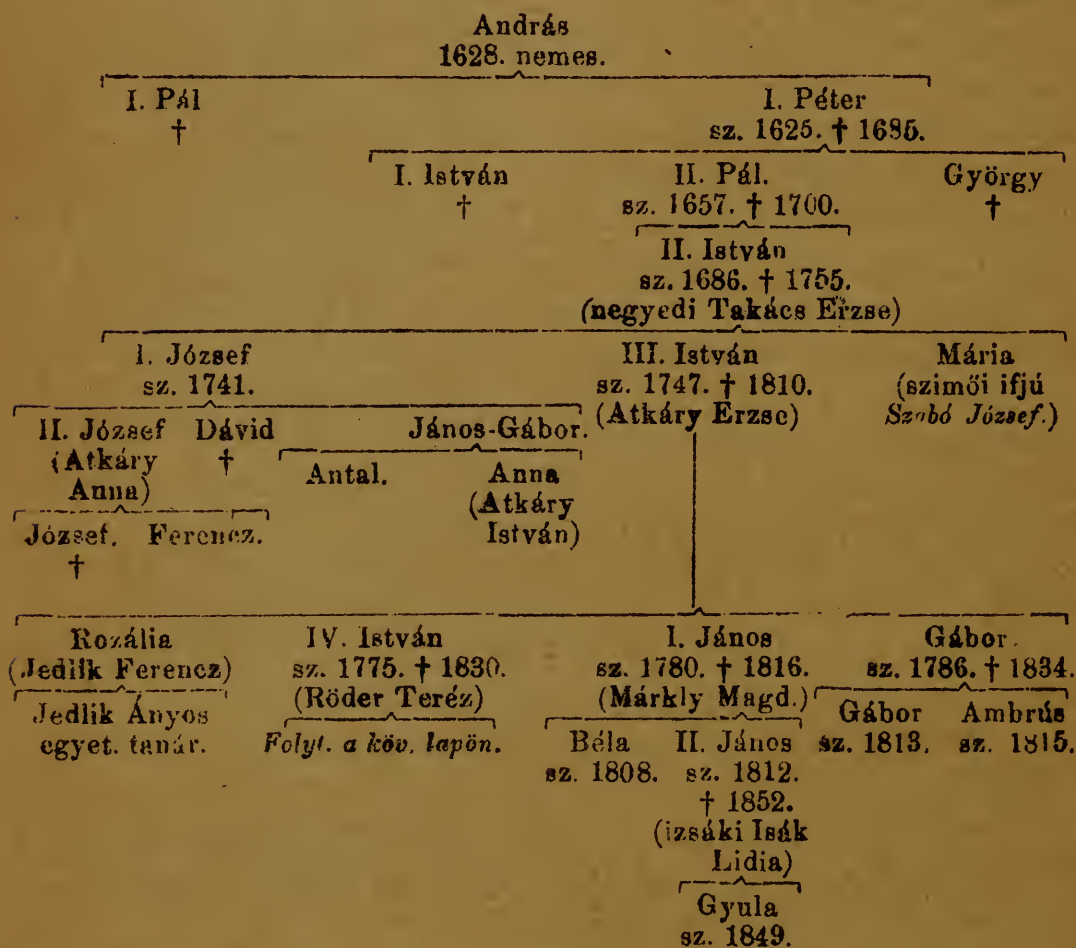 András
1628. nemes.
I. Pál
†
I. Péter
sz. 1625. † 1685.
I. István
†
II. Pál.
sz. 1657. † 1700.
György
†
II. István
sz. 1686. † 1755.
(negyedi Takács Erzse)
I. József
sz. 1741.
III. István
sz. 1747. † 1810.
(Atkáry Erzse)
Mária
(szimői ifjú
Szabó József.)
II. József
(Atkáry
Anna)
Dávid
†
János-Gábor.
Antal.
Anna
(Atkáry
István)
József.
†
Ferencz.
Rozália
(Jedlik Ferencz)
Jedlik Ányos
egyet. tanár.
IV. István
sz. 1775. † 1830.
(Röder Teréz)
Folyt. a köv. lapon.
I. János
sz. 1780. † 1816.
(Márkly Magd.)
Béla
sz. 1808.
II. János
sz. 1812.
† 1852.
(izsáki Isák
Lidia)
Gyula
sz. 1849.
Gábor.
sz. 1786. † 1834.
Gábor
sz. 1813.
Ambrús
sz. 1815.